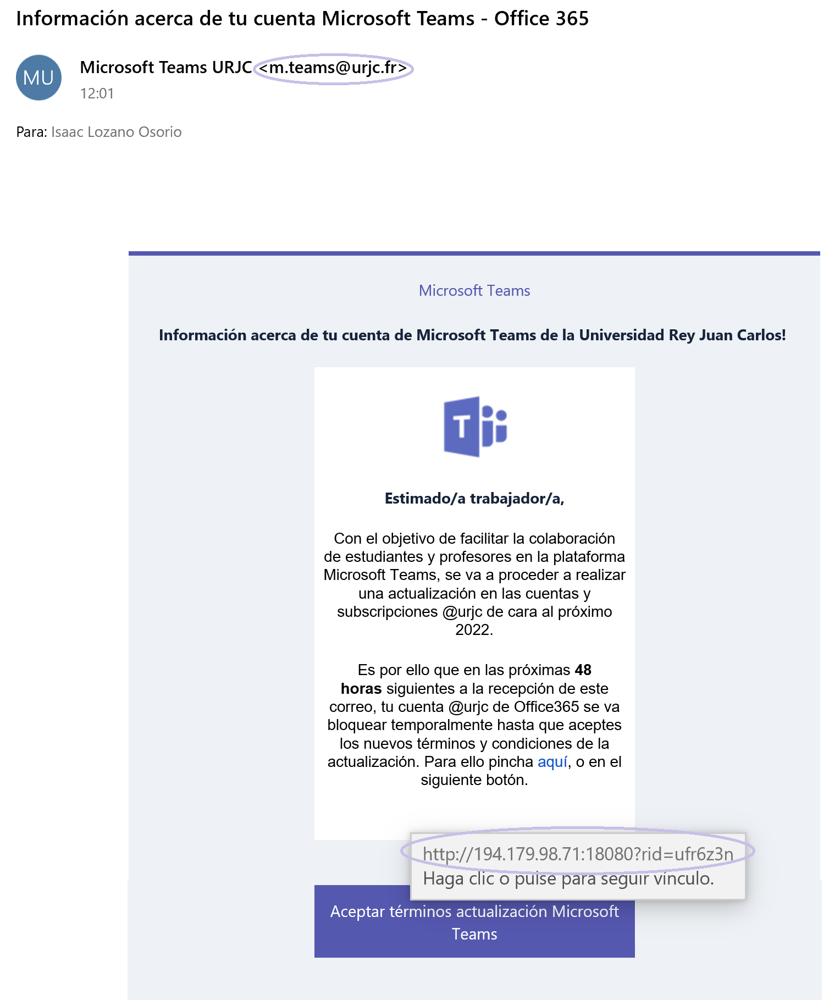 Información acerca de tu cuenta Microsoft Teams - Office 365
MU
Microsoft Teams URJC <m.teams@urjc.fr>
12:01
Para: Isaac Lozano Osorio
Microsoft Teams
Información acerca de tu cuenta de Microsoft Teams de la Universidad Rey Juan Carlos!
T
Estimado/a trabajador/a,
Con el objetivo de facilitar la colaboración
de estudiantes y profesores en la plataforma
Microsoft Teams, se va a proceder a realizar
una actualización en las cuentas y
subscripciones @urjc de cara al próximo
2022.
Es por ello que en las próximas 48
horas siguientes a la recepción de este
correo, tu cuenta @urjc de Office365 se va
bloquear temporalmente hasta que aceptes
los nuevos términos y condiciones de la
actualización. Para ello pincha aquí, o en el
siguiente botón.
http://194.179.98.71:18080?rid=ufr6z3n
Haga clic o pulse para seguir vínculo.
Aceptar términos actualización Microsoft
Teams